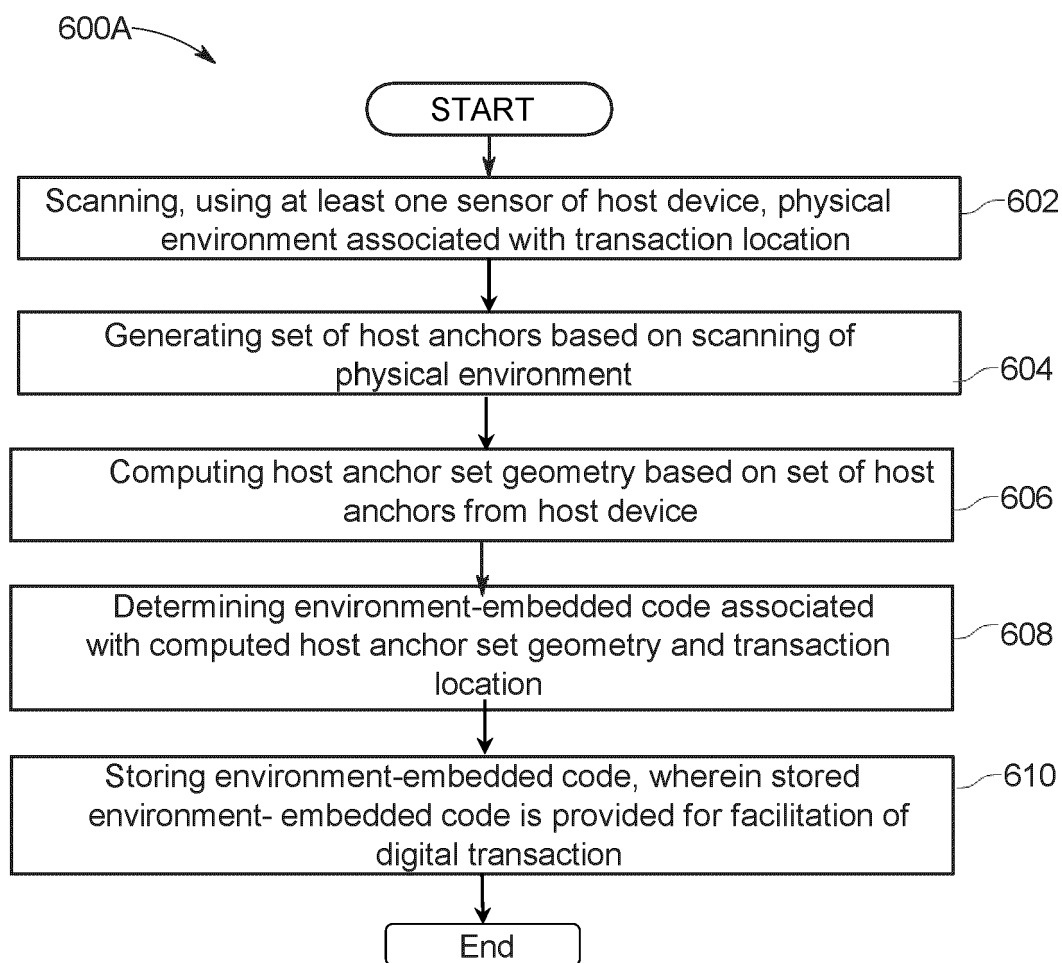 600A
START
Scanning, using at least one sensor of host device, physical
environment associated with transaction location
602
Generating set of host anchors based on scanning of
physical environment
604
Computing host anchor set geometry based on set of host
anchors from host device
606
Determining environment-embedded code associated
with computed host anchor set geometry and transaction
location
608
Storing environment-embedded code, wherein stored
environment- embedded code is provided for facilitation of
digital transaction
610
End